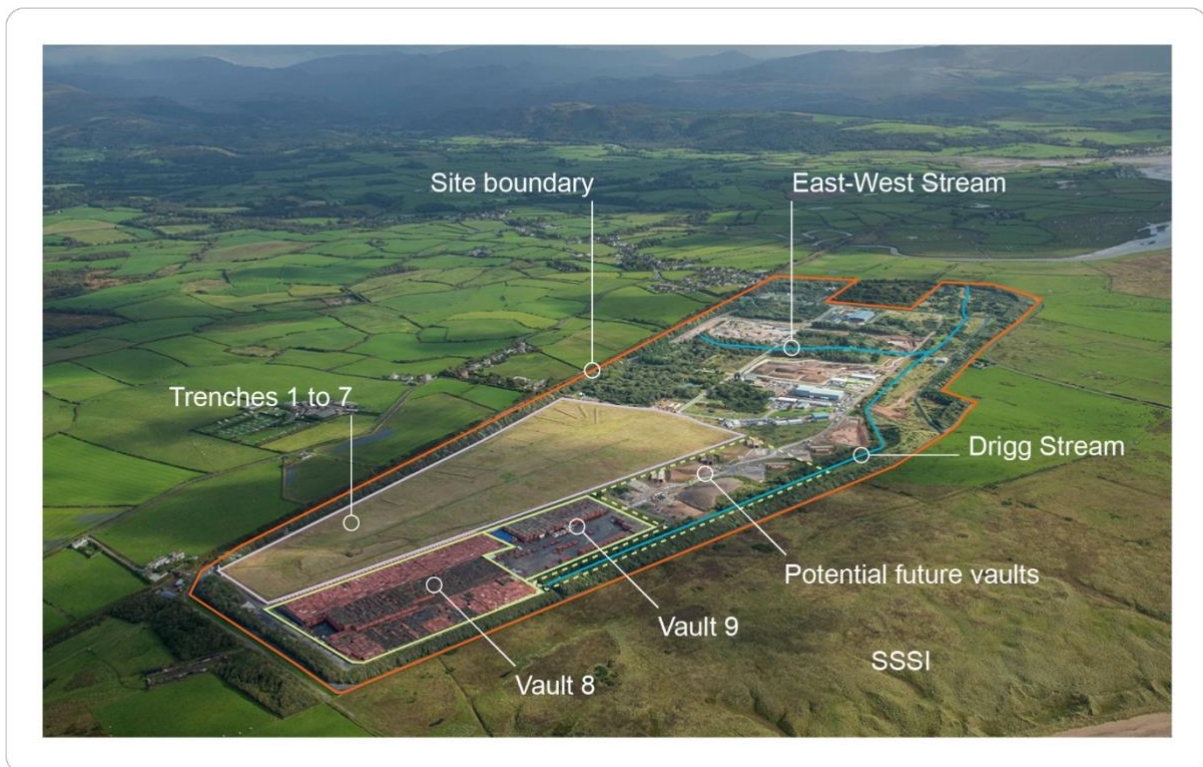 Site boundary
East-West Stream
Trenches 1 to 7
Drigg Stream
Potential future vaults
Vault 9
SSSI
Vault 8